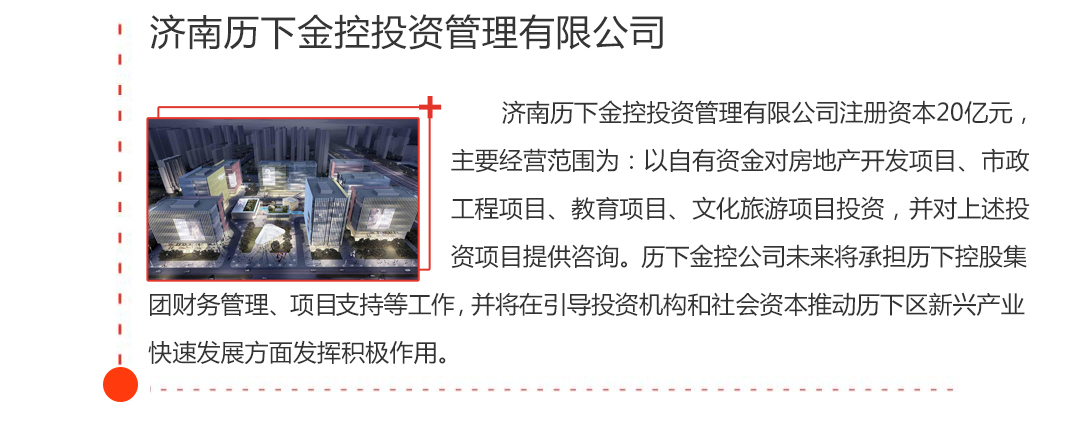 济南历下金控投资管理有限公司
济南历下金控投资管理有限公司注册资本20亿元，
主要经营范围为：以自有资金对房地产开发项目、市政
工程项目、教育项目、文化旅游项目投资，并对上述投
资项目提供咨询。历下金控公司未来将承担历下控股集
团财务管理、项目支持等工作，并将在引导投资机构和社会资本推动历下区新兴产业
快速发展方面发挥积极作用。